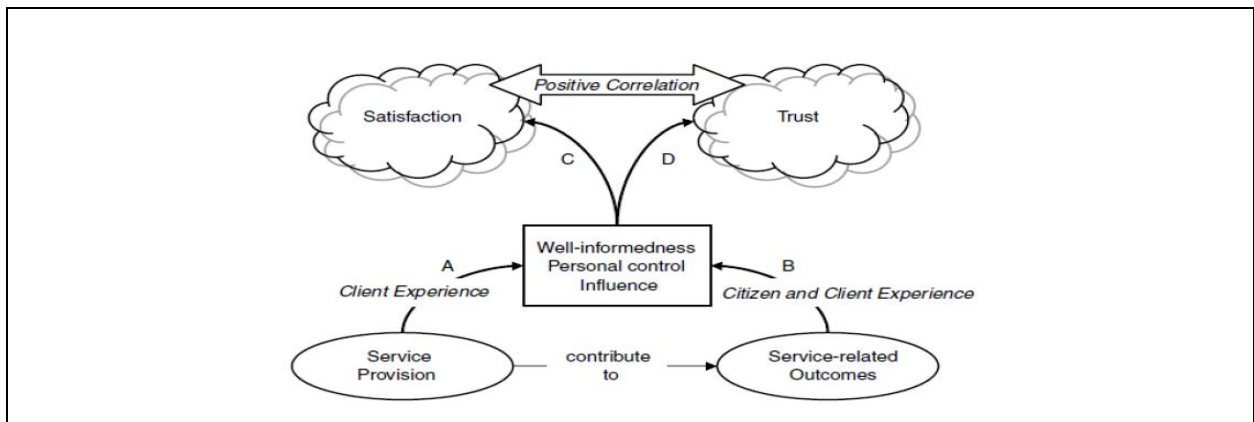 Positive Correlation
Satisfaction
Trust
C
D
Well-informedness
Personal control
Influence
A
B
Client Experience
Citizen and Client Experience
Service
Provision
contribute
to
Service-related
Outcomes